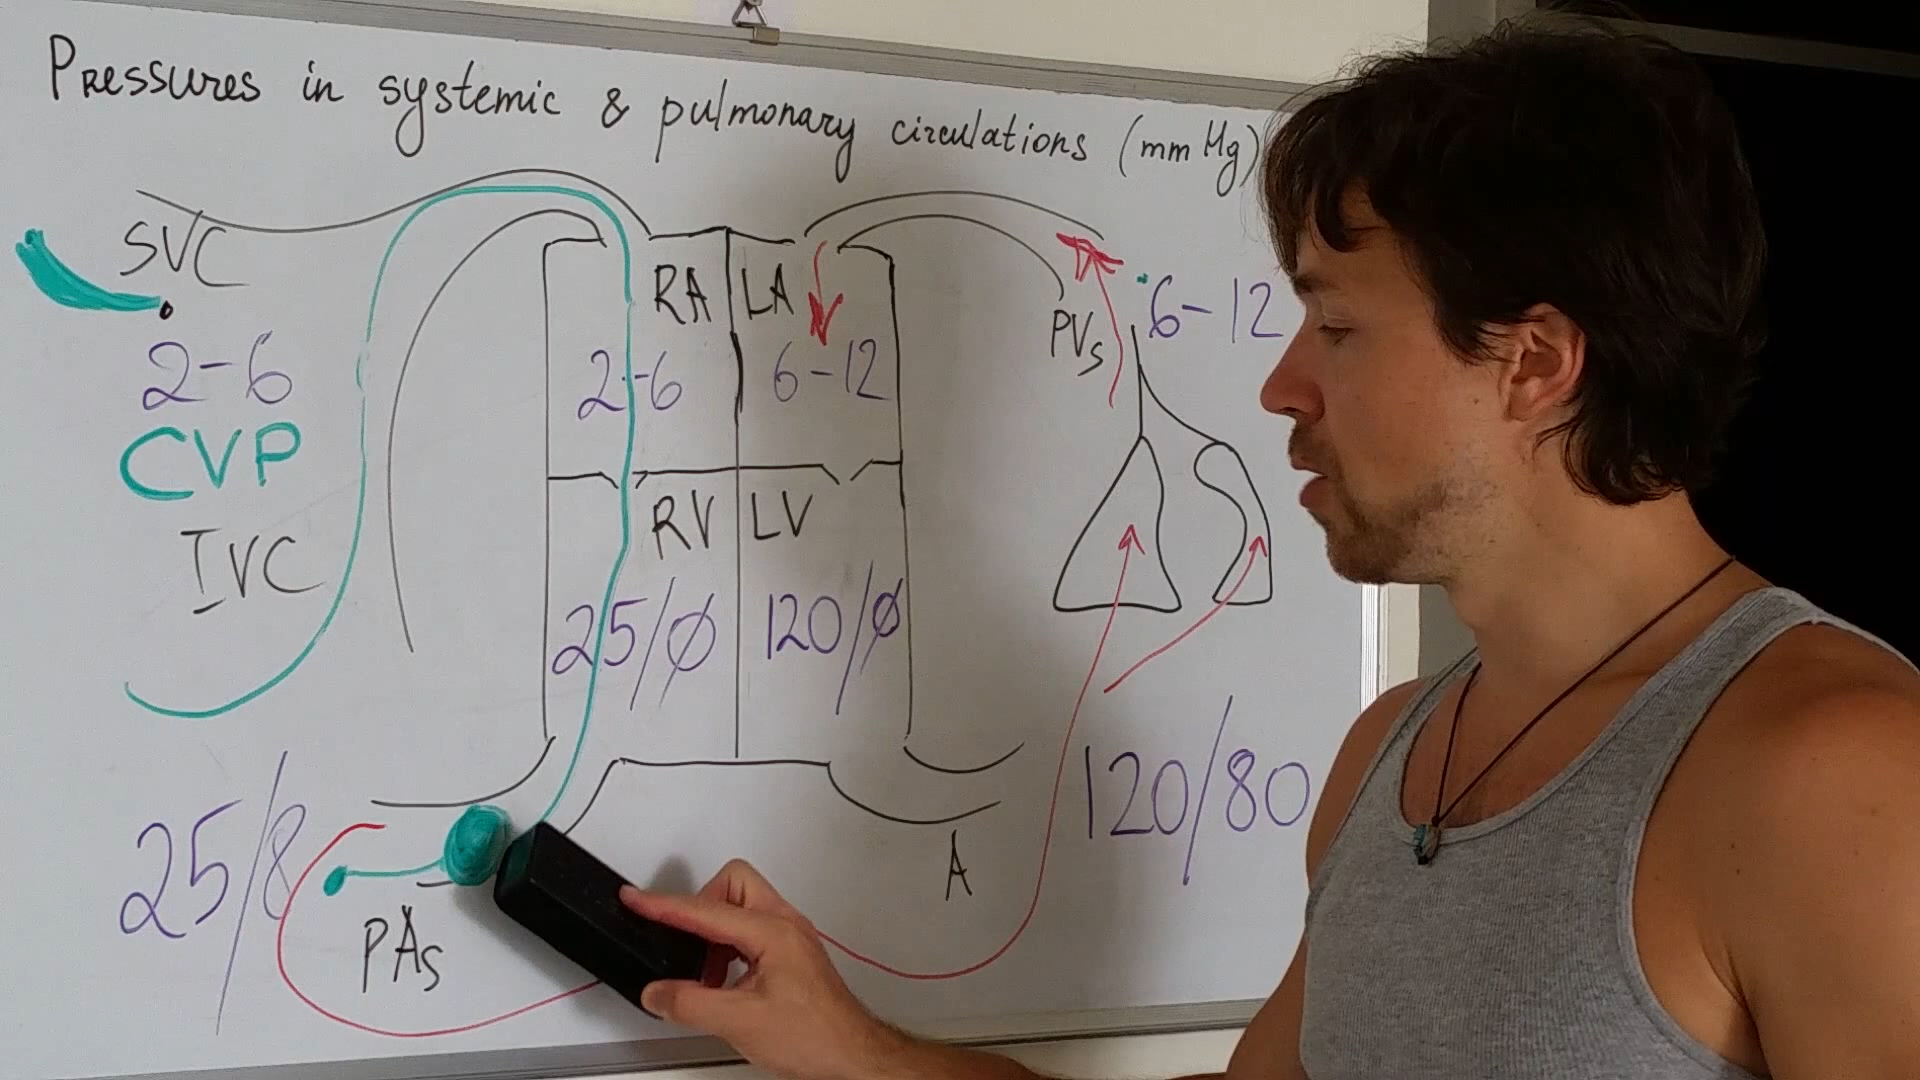 Pressures in systemic & pulmonary circulations (mm Hg)
SVC
2-6
CVP
IVC
RA
LA
2-6
6-12
PVs
6-12
RV
LV
25/0
120/0
25/8
PAs
A
120/80